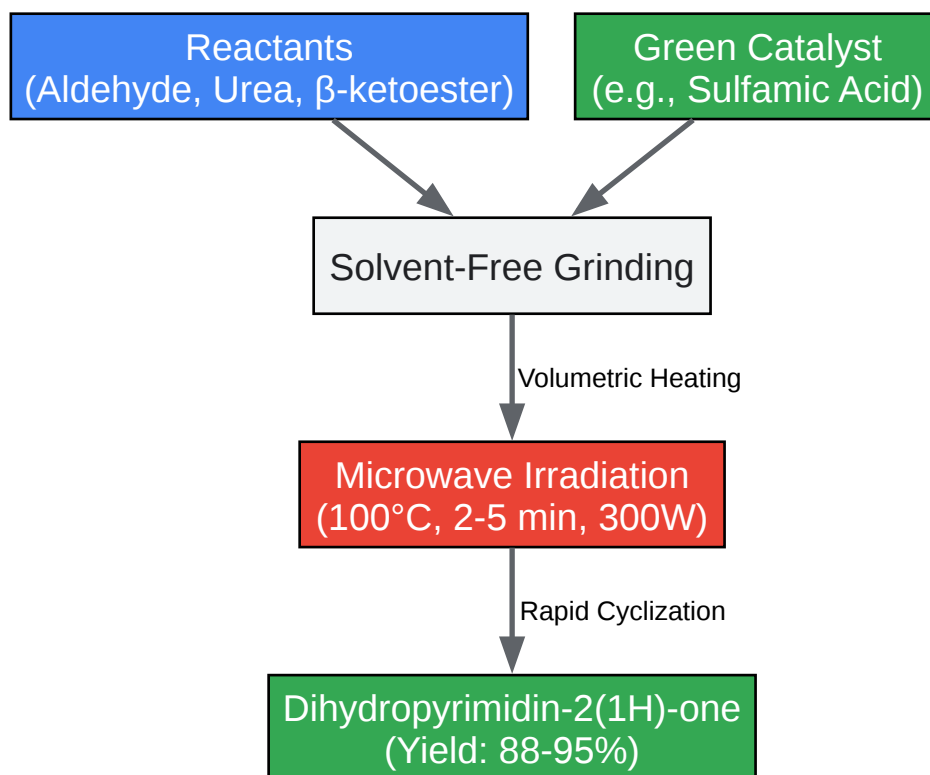 Reactants
(Aldehyde, Urea, β-ketoester)
Green Catalyst
(e.g., Sulfamic Acid)
Solvent-Free Grinding
Volumetric Heating
Microwave Irradiation
(100°C, 2-5 min, 300W)
Rapid Cyclization
Dihydropyrimidin-2(1H)-one
(Yield: 88-95%)